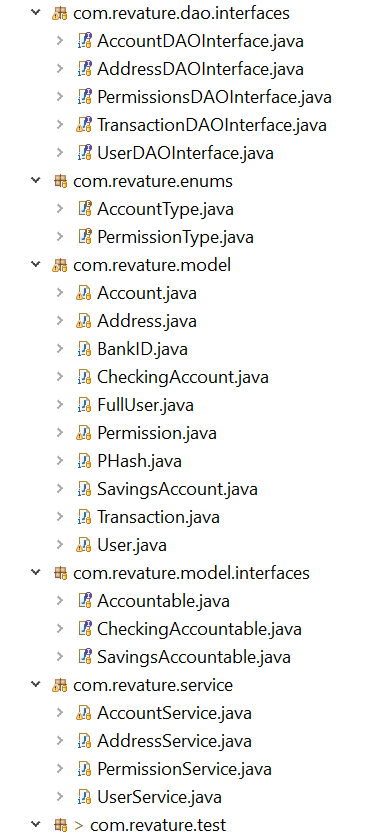 com.revature.dao.interfaces
AccountDAOInterface.java
AddressDAOInterface.java
PermissionsDAOInterface.java
TransactionDAOInterface.java
UserDAOInterface.java
com.revature.enums
AccountType.java
PermissionType.java
com.revature.model
Account.java
Address.java
BankID.java
CheckingAccount.java
FullUser.java
Permission.java
PHash.java
SavingsAccount.java
Transaction.java
User.java
com.revature.model.interfaces
Accountable.java
CheckingAccountable.java
SavingsAccountable.java
com.revature.service
AccountService.java
AddressService.java
PermissionService.java
UserService.java
> com.revature.test